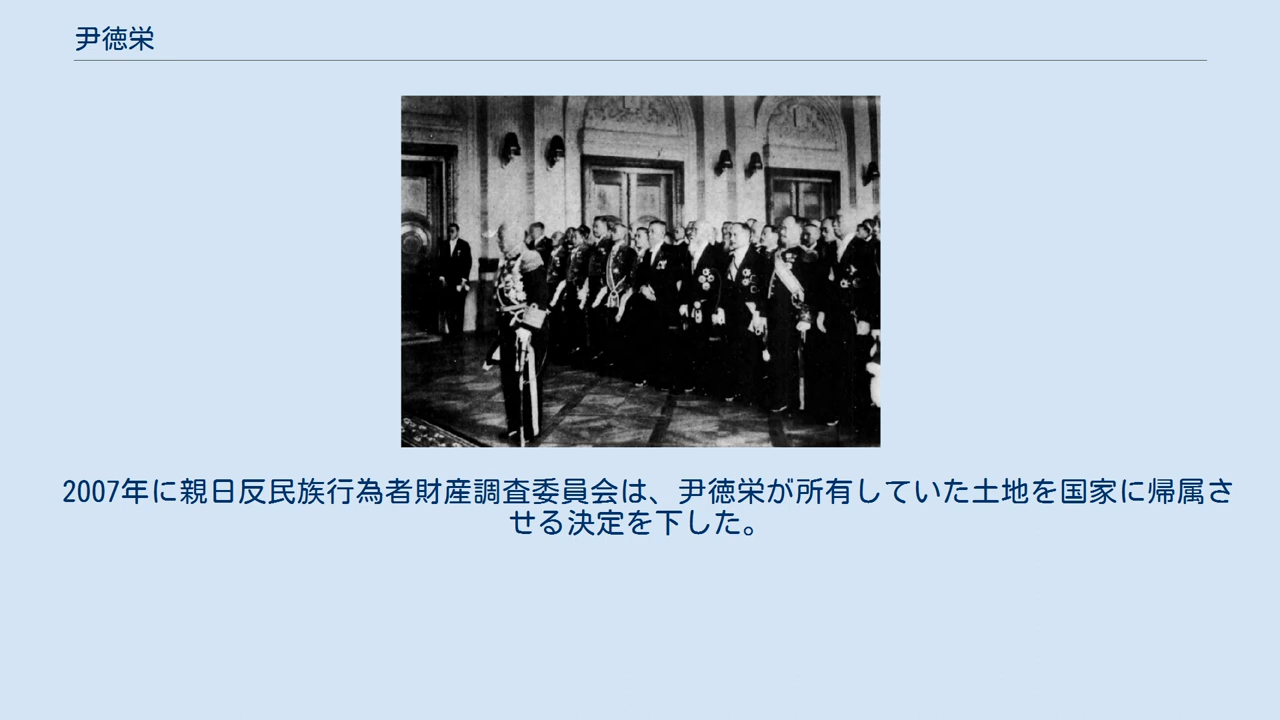 尹徳栄
2007年に親日反民族行為者財産調査委員会は、尹徳栄が所有していた土地を国家に帰属さ
せる決定を下した。